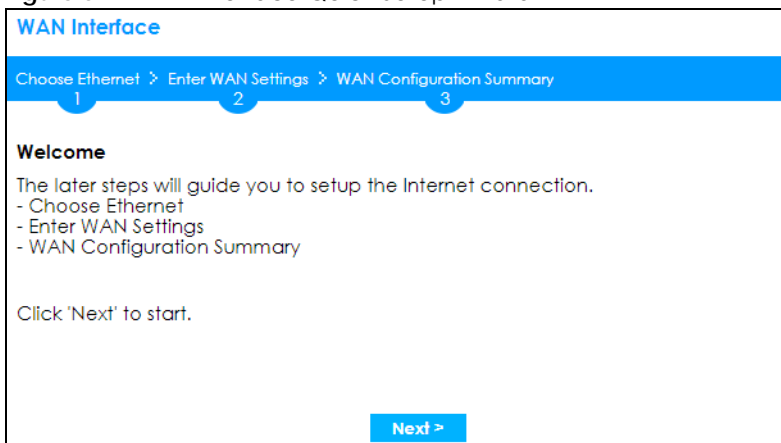 WAN Interface
Choose Ethernet > Enter WAN Settings > WAN Configuration Summary
1 2 3
Welcome
The later steps will guide you to setup the Internet connection.
- Choose Ethernet
- Enter WAN Settings
- WAN Configuration Summary
Click 'Next' to start.
Next >